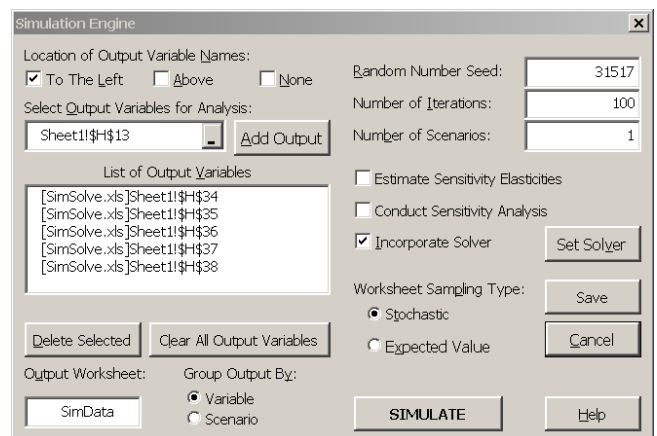 Simulation Engine
Location of Output Variable Names:
To The Left
Above
None
Select Output Variables for Analysis:
Sheet1!$H$13
Add Output
List of Output Variables
[SimSolve.xls]Sheet1!$H$34
[SimSolve.xls]Sheet1!$H$35
[SimSolve.xls]Sheet1!$H$36
[SimSolve.xls]Sheet1!$H$37
[SimSolve.xls]Sheet1!$H$38
Delete Selected
Clear All Output Variables
Output Worksheet:
SimData
Group Output By:
Variable
Scenario
Random Number Seed:
31517
Number of Iterations:
100
Number of Scenarios:
1
Estimate Sensitivity Elasticities
Conduct Sensitivity Analysis
Incorporate Solver
Set Solver
Worksheet Sampling Type:
Stochastic
Expected Value
Save
Cancel
SIMULATE
Help